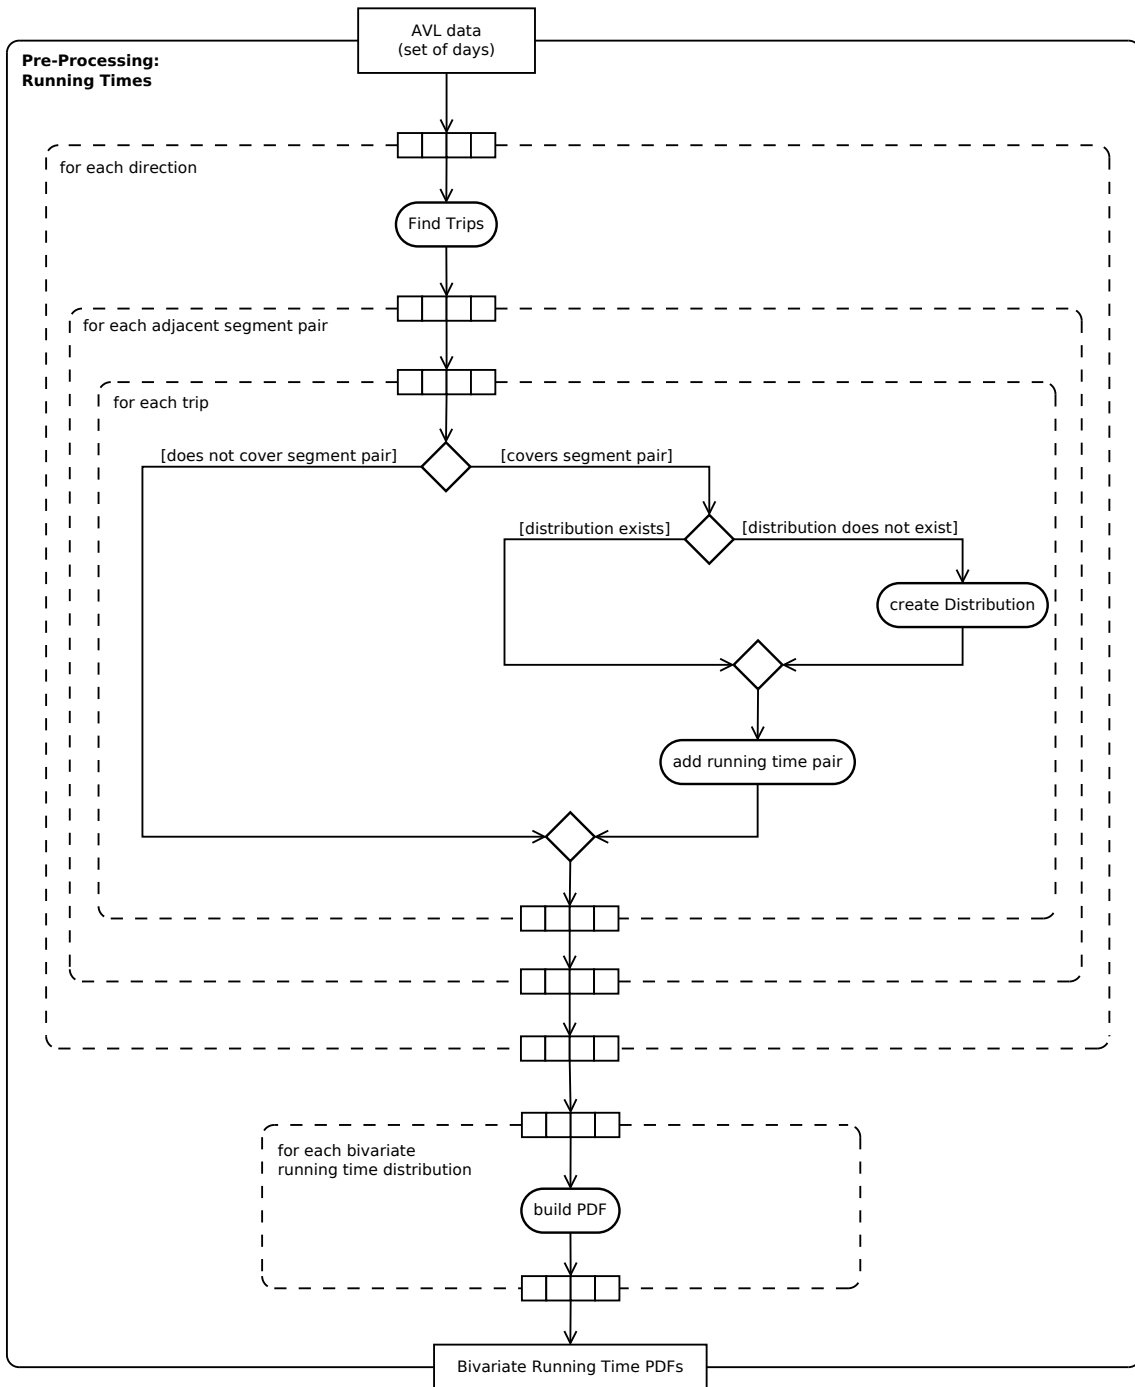 AVL data
(set of days)
Pre-Processing:
Running Times
for each direction
Find Trips
for each adjacent segment pair
for each trip
[does not cover segment pair]
[covers segment pair]
[distribution exists]
[distribution does not exist]
create Distribution
add running time pair
for each bivariate
running time distribution
build PDF
Bivariate Running Time PDFs